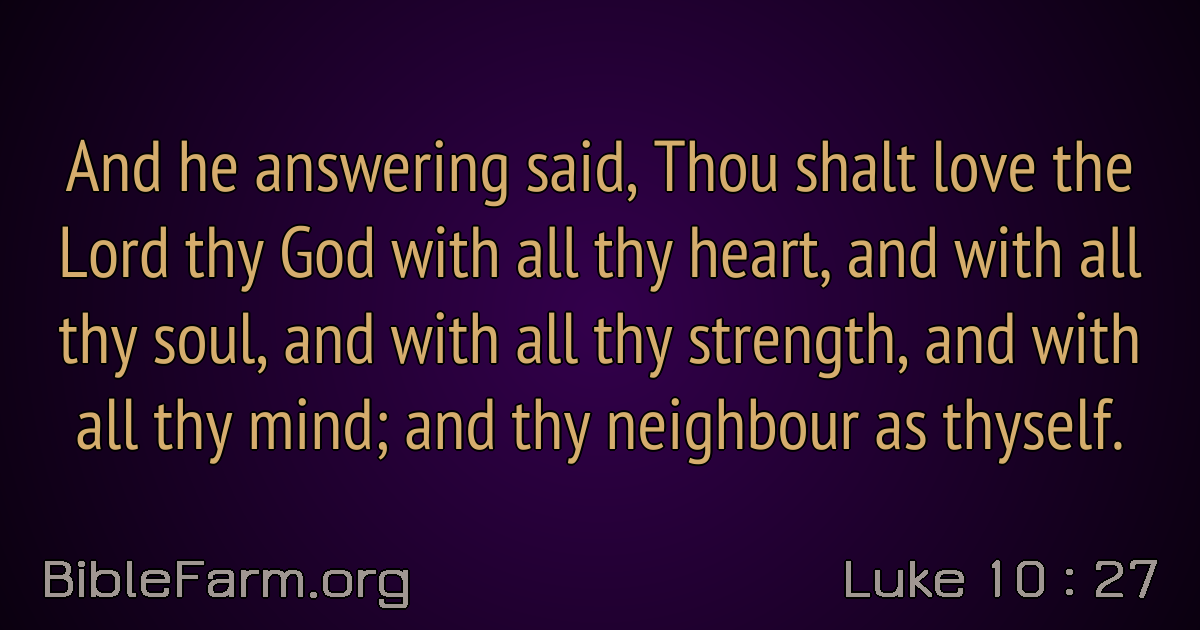 And he answering said, Thou shalt love the
Lord thy God with all thy heart, and with all
thy soul, and with all thy strength, and with
all thy mind; and thy neighbour as thyself.
BibleFarm.org
Luke 10 : 27